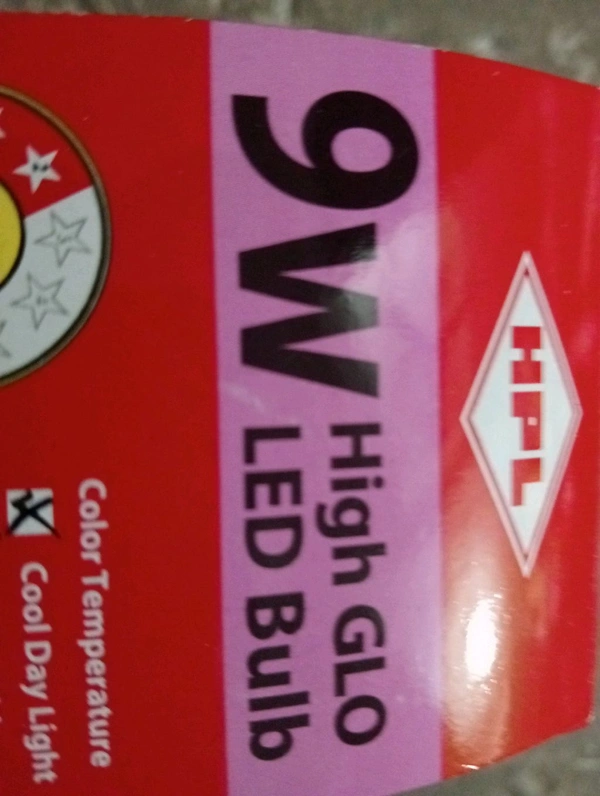 HPL
9W High GLO
LED Bulb
Color Temperature
Cool Day Light